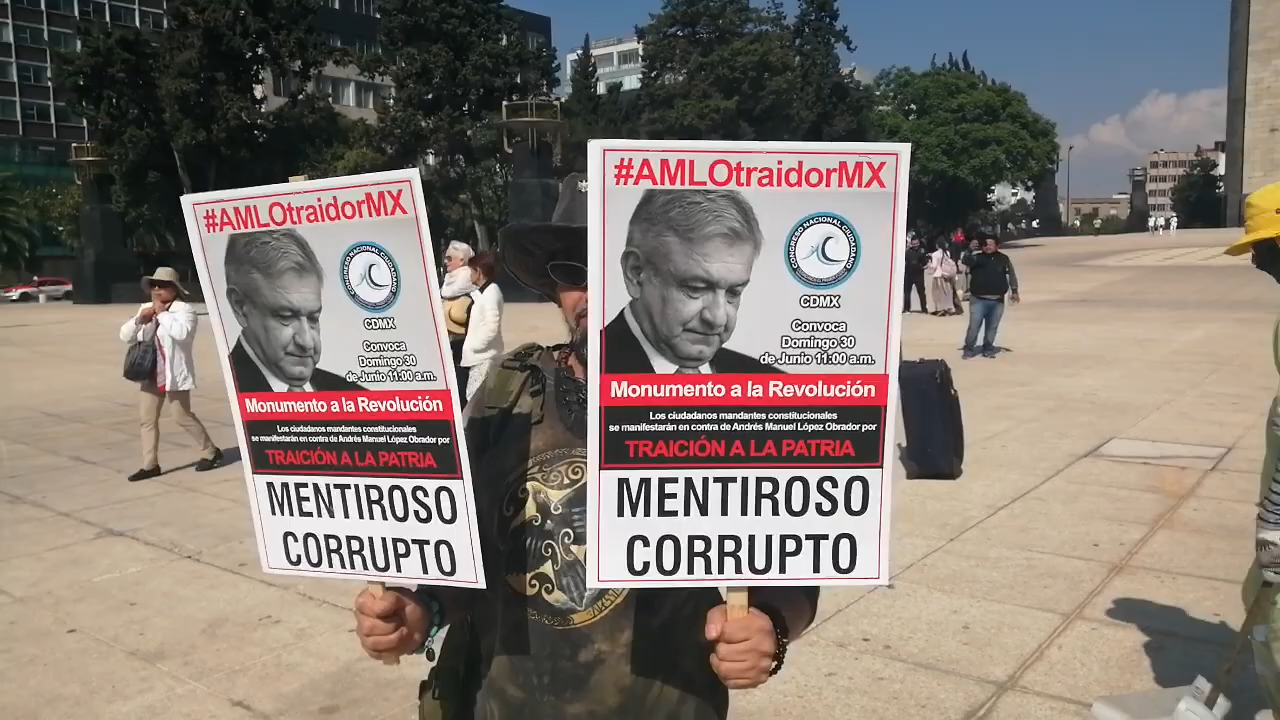 #AMLOtraidorMX
CONGRESO NACIONAL CIUDADANO
CDMX
Convoca
Domingo 30
de Junio 11:00 a.m.
Monumento a la Revolución
Los ciudadanos mandantes constitucionales
se manifestarán en contra de Andrés Manuel López Obrador por
TRAICIÓN A LA PATRIA
MENTIROSO
CORRUPTO
#AMLOtraidorMX
CONGRESO NACIONAL CIUDADANO
CDMX
Convoca
Domingo 30
de Junio 11:00 a.m.
Monumento a la Revolución
Los ciudadanos mandantes constitucionales
se manifestarán en contra de Andrés Manuel López Obrador por
TRAICIÓN A LA PATRIA
MENTIROSO
CORRUPTO